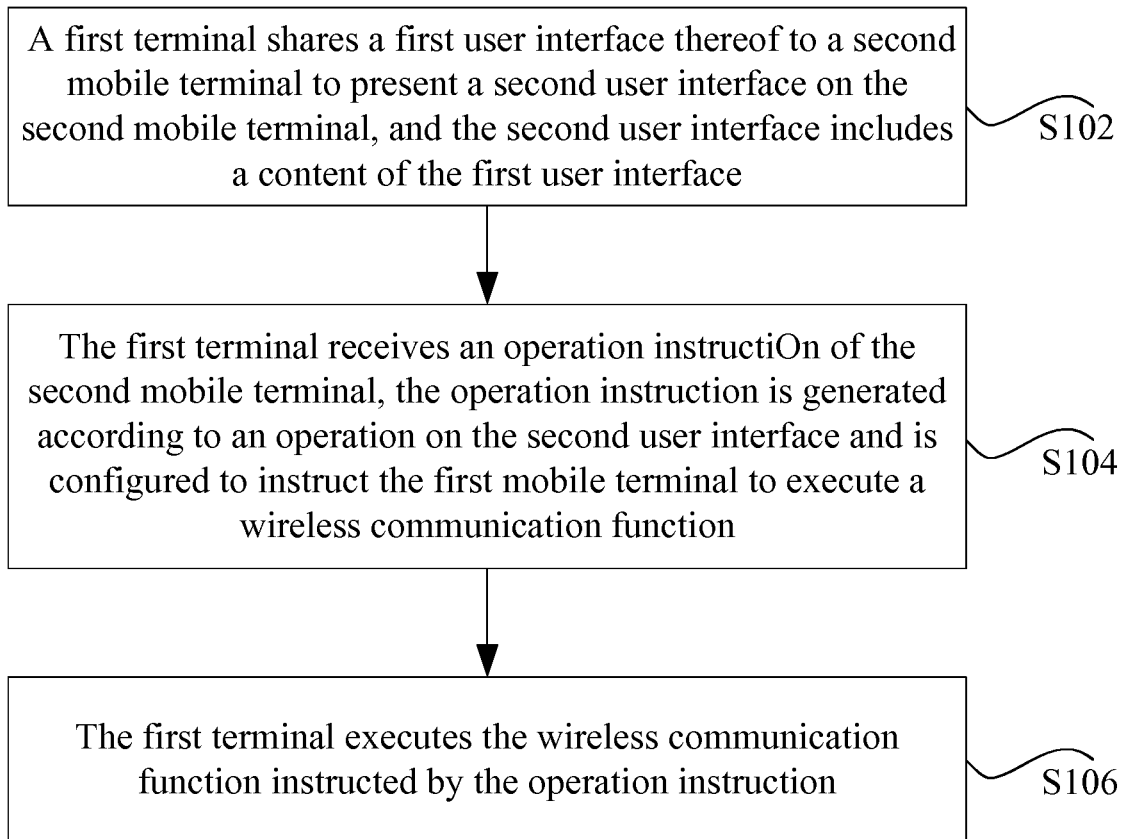 A first terminal shares a first user interface thereof to a second
mobile terminal to present a second user interface on the
second mobile terminal, and the second user interface includes
a content of the first user interface
S102
The first terminal receives an operation instructiOn of the
second mobile terminal, the operation instruction is generated
according to an operation on the second user interface and is
configured to instruct the first mobile terminal to execute a
wireless communication function
S104
The first terminal executes the wireless communication
function instructed by the operation instruction
S106